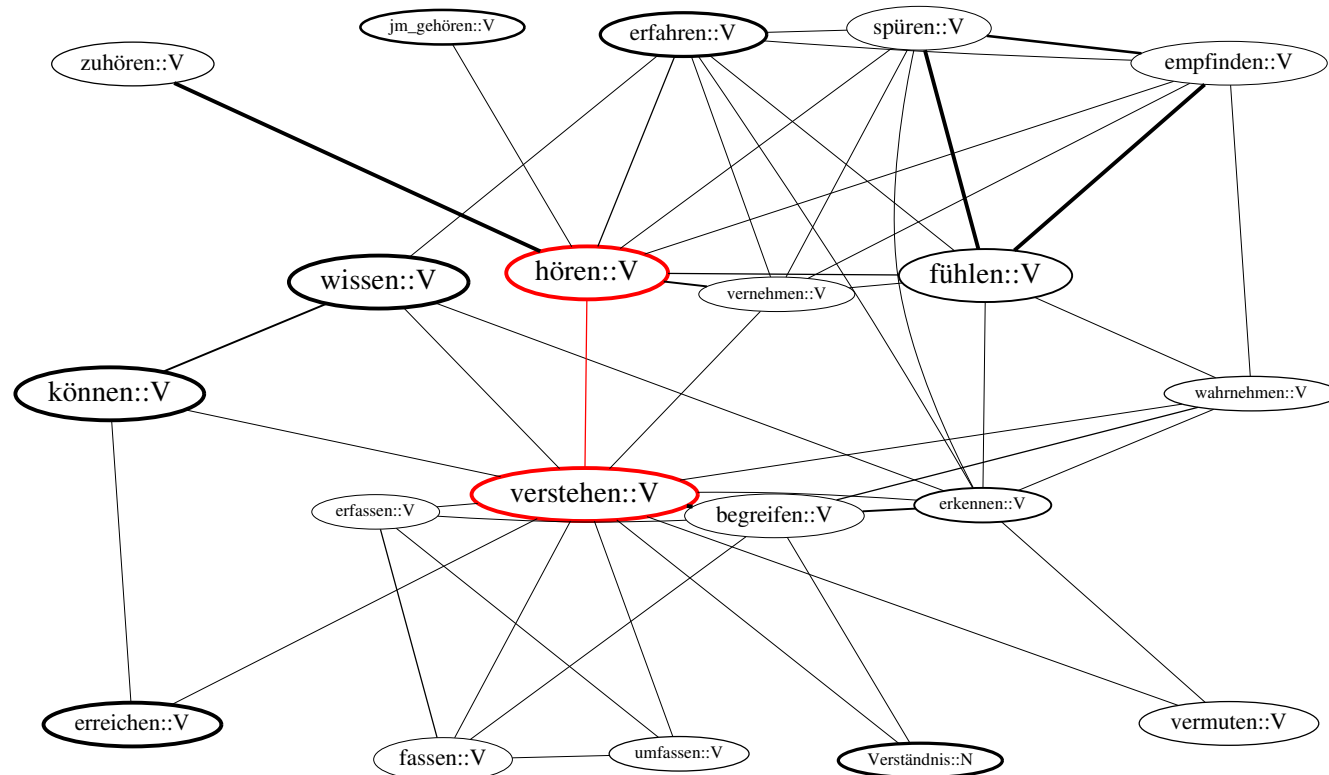 jm_gehören::V
erfahren::V
spüren::V
zuhören::V
empfinden::V
wissen::V
hören::V
vernehmen::V
fühlen::V
können::V
wahrnehmen::V
verstehen::V
erfassen::V
begreifen::V
erkennen::V
erreichen::V
fassen::V
umfassen::V
Verständnis::N
vermuten::V